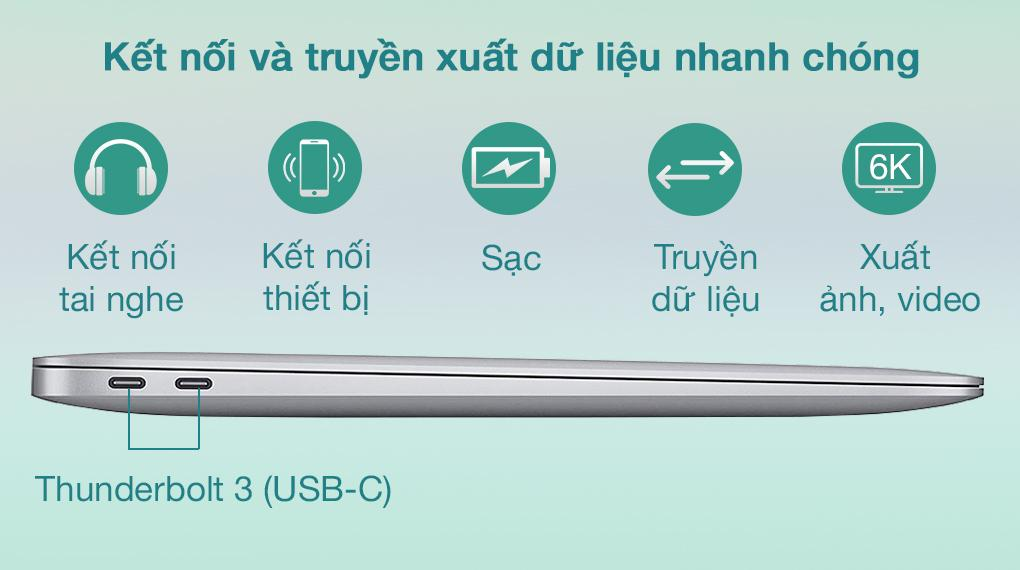 Kết nối và truyền xuất dữ liệu nhanh chóng
6K
Kết nối
tai nghe
Kết nối
thiết bị
Sạc
Truyền
dữ liệu
Xuất
ảnh, video
Thunderbolt 3 (USB-C)